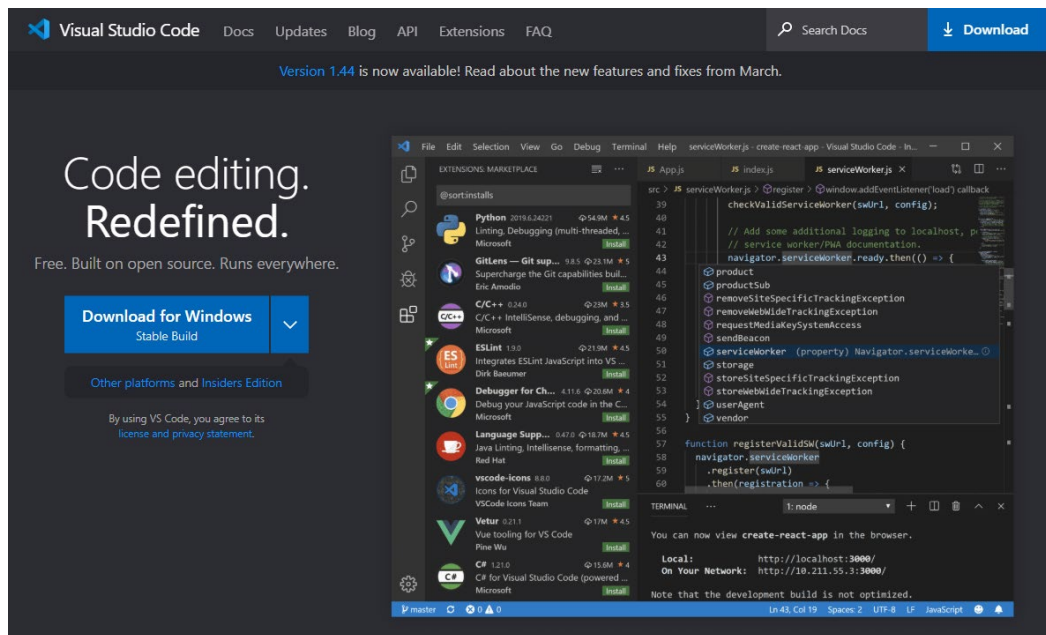 Visual Studio Code Docs Updates Blog API Extensions FAQ Search Docs Download
Version 1.44 is now available! Read about the new features and fixes from March.
Code editing.
Redefined.
Free. Built on open source. Runs everywhere.
Download for Windows
Stable Build
Other platforms and Insiders Edition
By using VS Code, you agree to its
license and privacy statement.
File Edit Selection View Go Debug Terminal Help serviceWorker.js - create-react-app - Visual Studio Code - In...
EXTENSIONS: MARKETPLACE
@sort:installs
Python 2019.6.24221 54.9M ★ 4.5
Linting, Debugging (multi-threaded, ...
Microsoft Install
GitLens — Git sup... 9.8.5 23.1M ★ 5
Supercharge the Git capabilities buil...
Eric Amodio Install
C/C++ 0.24.0 23M ★ 3.5
C/C++ IntelliSense, debugging, and ...
Microsoft Install
ESLint 1.9.0 21.9M ★ 4.5
Integrates ESLint JavaScript into VS ...
Dirk Baeumer Install
Debugger for Ch... 4.11.6 20.6M ★ 4
Debug your JavaScript code in the C...
Microsoft Install
Language Supp... 0.47.0 18.7M ★ 4.5
Java Linting, Intellisense, formatting, ...
Red Hat Install
vscode-icons 8.8.0 17.2M ★ 5
Icons for Visual Studio Code
VSCode Icons Team Install
Vetur 0.21.1 17M ★ 4.5
Vue tooling for VS Code
Pine Wu Install
C# 1.21.0 15.6M ★ 4
C# for Visual Studio Code (powered ...
Microsoft Install
C/C++
ES
Lint
C#
JS App.js JS index.js JS serviceWorker.js
src > JS serviceWorker.js > register > window.addEventListener('load') callback
39 checkValidServiceWorker(swUrl, config);
40
41 // Add some additional logging to localhost, p
42 // service worker/PWA documentation.
43 navigator.serviceWorker.ready.then(() => {
44 product
45 productSub
46 removeSiteSpecificTrackingException
47 removeWebWideTrackingException
48 requestMediaKeySystemAccess
49 sendBeacon
50 serviceWorker (property) Navigator.serviceWorke...
51 storage
52 storeSiteSpecificTrackingException
53 storeWebWideTrackingException
54 } userAgent
55 } vendor
56
57 function registerValidSW(swUrl, config) {
58 navigator.serviceWorker
59 .register(swUrl)
60 .then(registration => {
TERMINAL ... 1: node
You can now view create-react-app in the browser.
Local: http://localhost:3000/
On Your Network: http://10.211.55.3:3000/
Note that the development build is not optimized.
master 0 0 Ln 43, Col 19 Spaces: 2 UTF-8 LF JavaScript